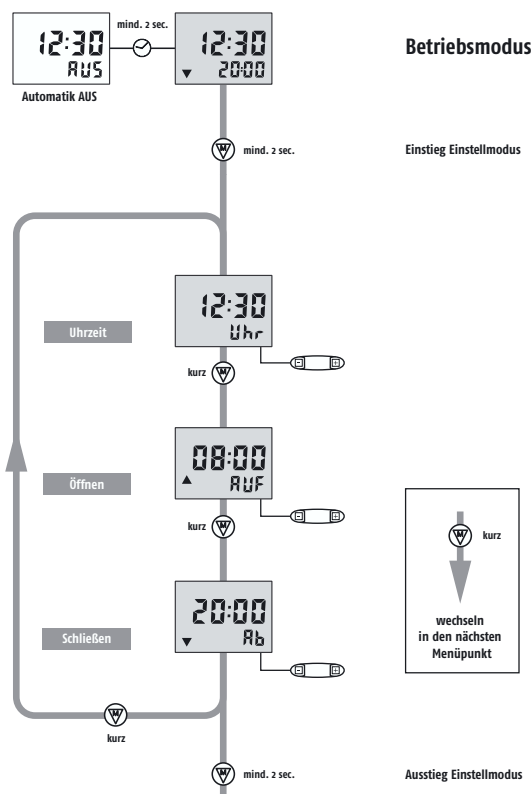 mind. 2 sec.
12:30
AUS
12:30
20:00
Betriebsmodus
Automatik AUS
M
mind. 2 sec.
Einstieg Einstellmodus
12:30
Uhr
Uhrzeit
- +
kurz
M
08:00
AUF
Öffnen
- +
kurz
M
M
kurz
20:00
Ab
wechseln
in den nächsten
Menüpunkt
Schließen
- +
M
kurz
M
mind. 2 sec.
Ausstieg Einstellmodus